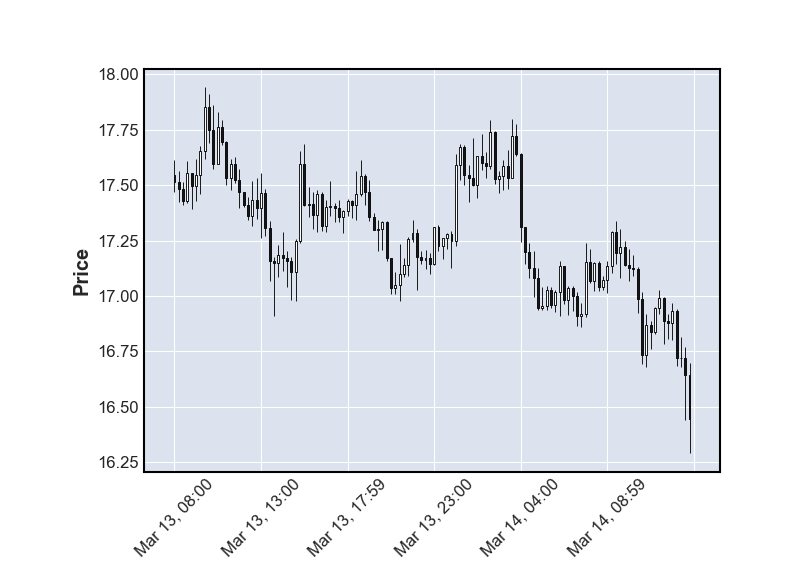 18.00
17.75
17.50
17.25
17.00
16.75
16.50
16.25
Price
Mar 13, 08:00
Mar 13, 13:00
Mar 13, 17:59
Mar 13, 23:00
Mar 14, 04:00
Mar 14, 08:59